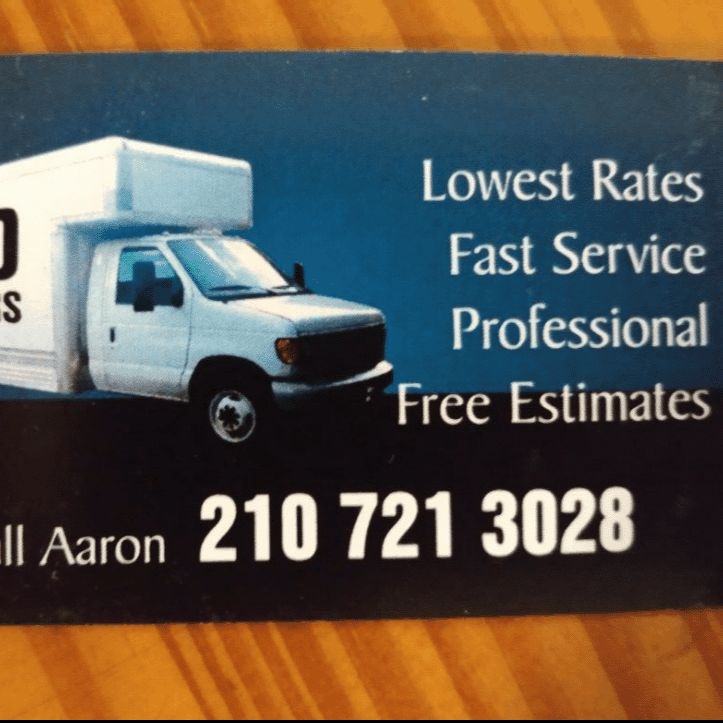 Lowest Rates
Fast Service
Professional
Free Estimates
Aaron 210 721 3028